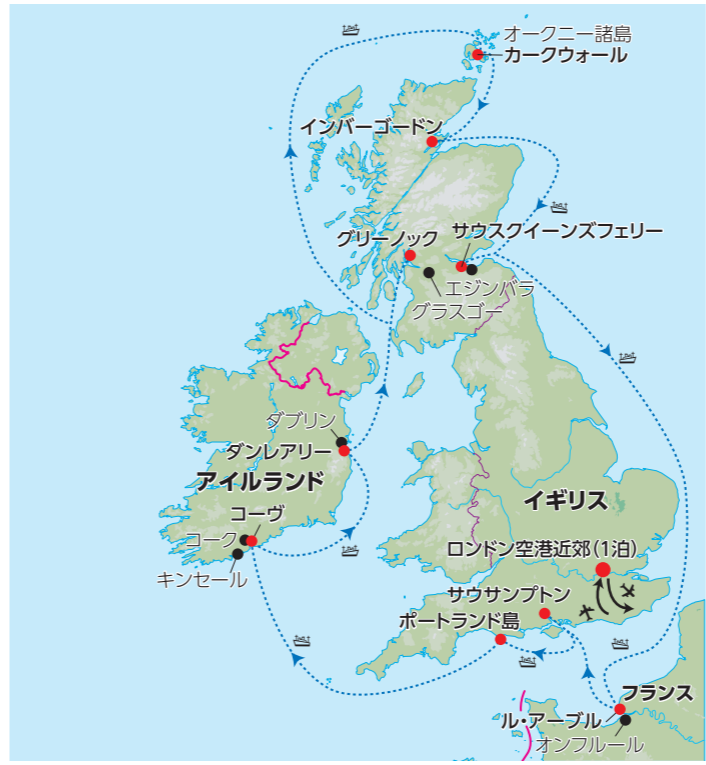 オークニー諸島
カークウォール
インバーゴードン
グリーノック
サウスクイーンズフェリー
エジンバラ
グラスゴー
ダブリン
ダンレアリー
アイルランド
コーヴ
コーク
キンセール
イギリス
ロンドン空港近郊(1泊)
サウサンプトン
ポートランド島
フランス
ル・アーブル
オンフルール